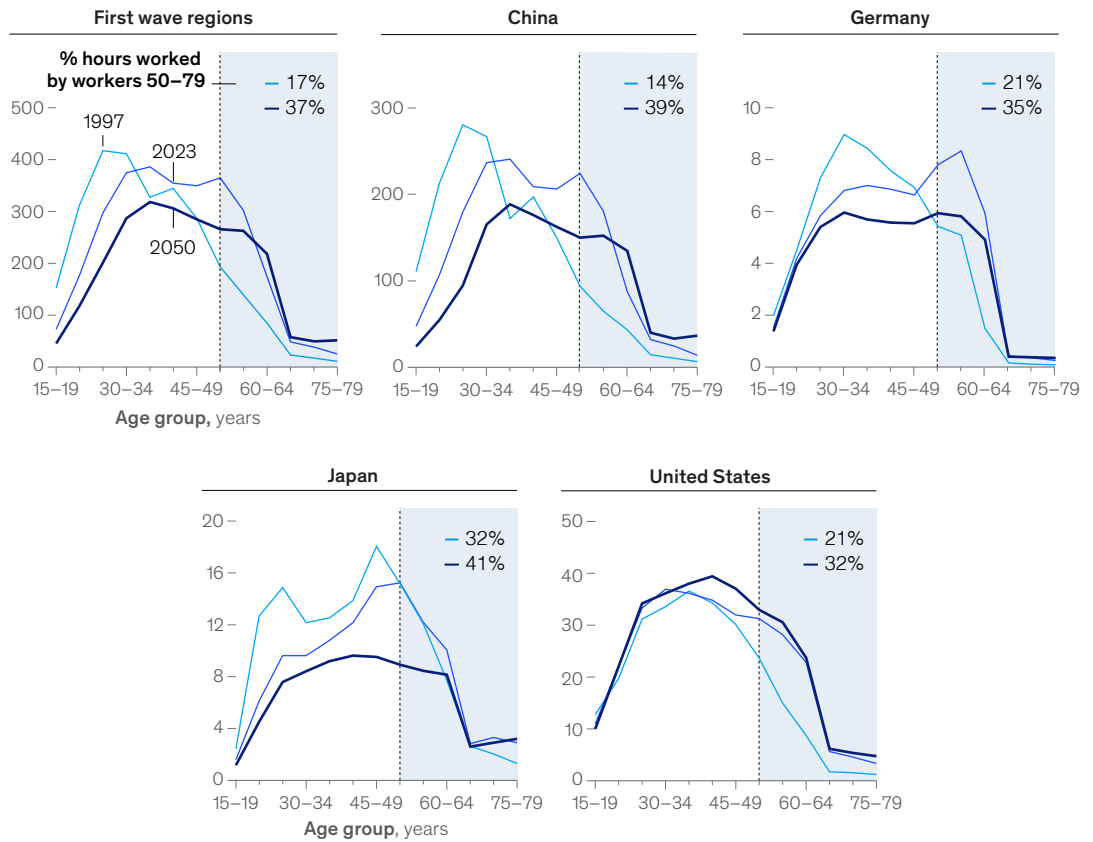 First wave regions
% hours worked
by workers 50–79
17%
37%
500
400
300
200
100
0
1997
2023
2050
15–19 30–34 45–49 60–64 75–79
Age group, years
China
14%
39%
300
200
100
0
15–19 30–34 45–49 60–64 75–79
Germany
21%
35%
10
8
6
4
2
0
15–19 30–34 45–49 60–64 75–79
Japan
32%
41%
20
16
12
8
4
0
15–19 30–34 45–49 60–64 75–79
Age group, years
United States
21%
32%
50
40
30
20
10
0
15–19 30–34 45–49 60–64 75–79